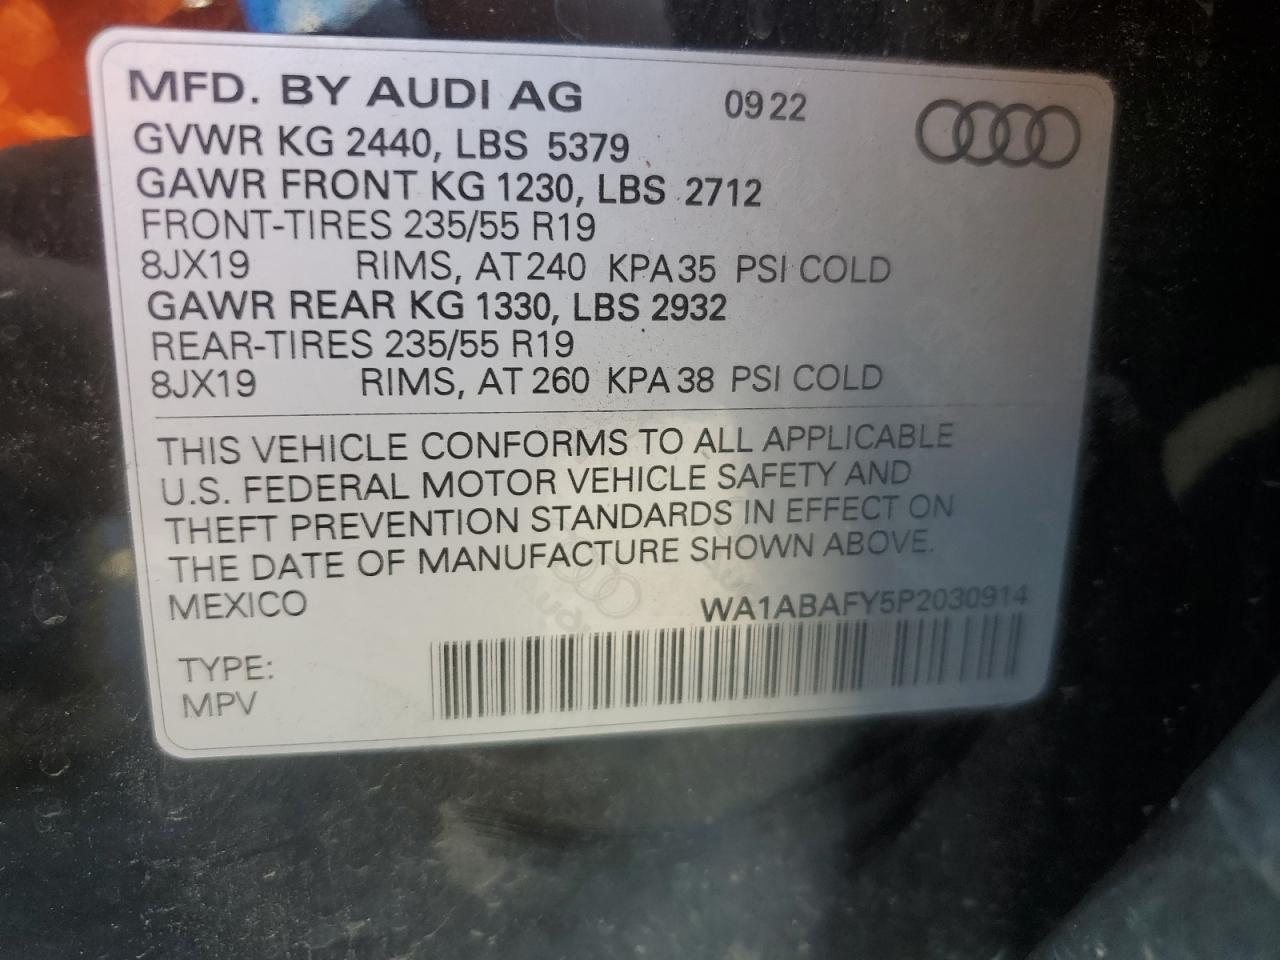 MFD. BY AUDI AG 09 22
GVWR KG 2440, LBS 5379
GAWR FRONT KG 1230, LBS 2712
FRONT-TIRES 235/55 R19
8JX19 RIMS, AT 240 KPA 35 PSI COLD
GAWR REAR KG 1330, LBS 2932
REAR-TIRES 235/55 R19
8JX19 RIMS, AT 260 KPA 38 PSI COLD
THIS VEHICLE CONFORMS TO ALL APPLICABLE
U.S. FEDERAL MOTOR VEHICLE SAFETY AND
THEFT PREVENTION STANDARDS IN EFFECT ON
THE DATE OF MANUFACTURE SHOWN ABOVE.
MEXICO WA1ABAFY5P2030914
TYPE:
MPV